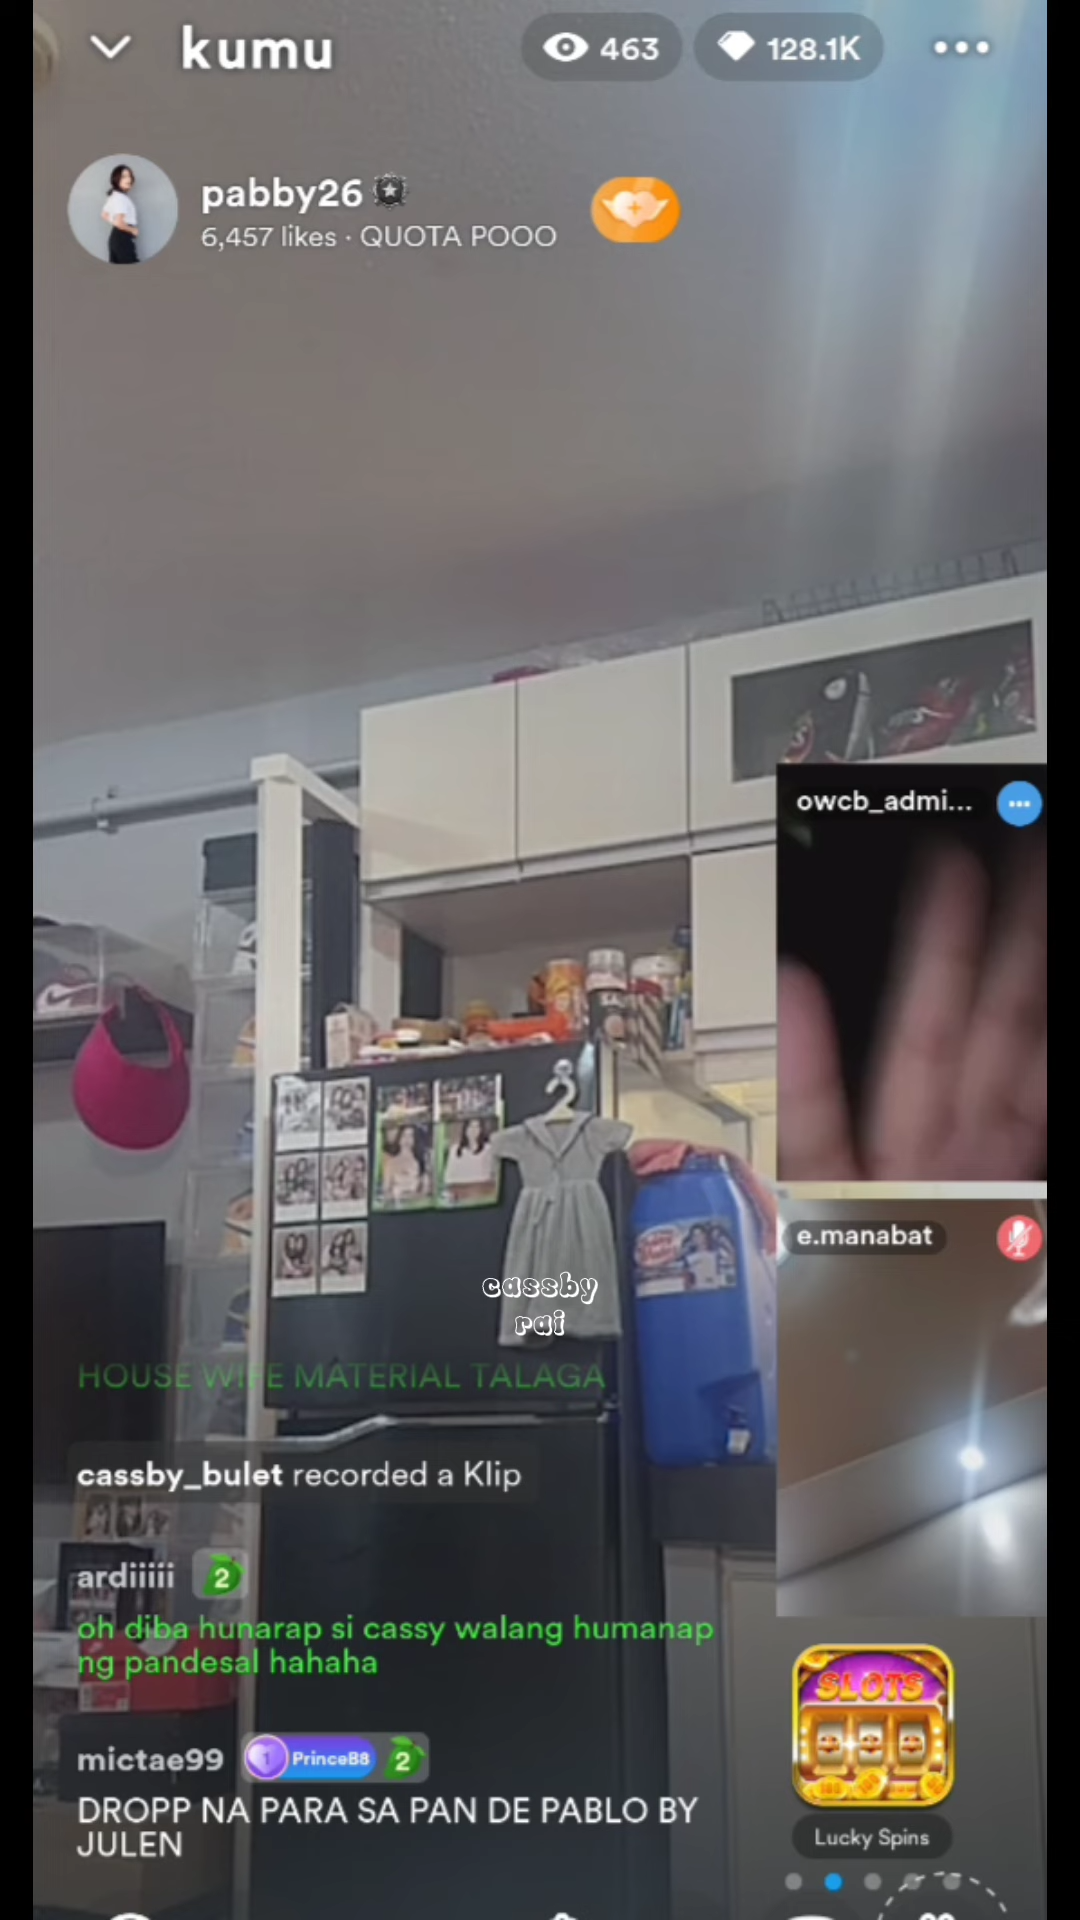 kumu
463
128.1K
pabby26
6,457 likes · QUOTA POOO
owcb_admi...
e.manabat
cassby
rai
HOUSE WIFE MATERIAL TALAGA
cassby_bulet recorded a Klip
ardiiiii 2
oh diba hunarap si cassy walang humanap
ng pandesal hahaha
mictae99 1 PrinceBB 2
DROPP NA PARA SA PAN DE PABLO BY
JULEN
SLOTS
Lucky Spins